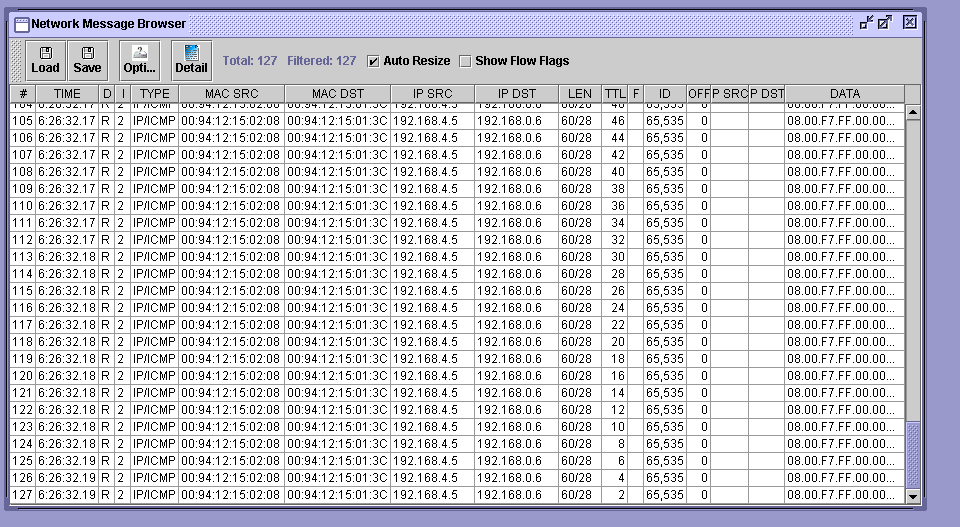 Network Message Browser
Load Save Opti... Detail Total: 127 Filtered: 127 Auto Resize Show Flow Flags
# TIME D I TYPE MAC SRC MAC DST IP SRC IP DST LEN TTL F ID OFF P SRC P DST DATA
105 6:26:32.17 R 2 IP/ICMP 00:94:12:15:02:08 00:94:12:15:01:3C 192.168.4.5 192.168.0.6 60/28 46 65,535 0 08.00.F7.FF.00.00...
106 6:26:32.17 R 2 IP/ICMP 00:94:12:15:02:08 00:94:12:15:01:3C 192.168.4.5 192.168.0.6 60/28 44 65,535 0 08.00.F7.FF.00.00...
107 6:26:32.17 R 2 IP/ICMP 00:94:12:15:02:08 00:94:12:15:01:3C 192.168.4.5 192.168.0.6 60/28 42 65,535 0 08.00.F7.FF.00.00...
108 6:26:32.17 R 2 IP/ICMP 00:94:12:15:02:08 00:94:12:15:01:3C 192.168.4.5 192.168.0.6 60/28 40 65,535 0 08.00.F7.FF.00.00...
109 6:26:32.17 R 2 IP/ICMP 00:94:12:15:02:08 00:94:12:15:01:3C 192.168.4.5 192.168.0.6 60/28 38 65,535 0 08.00.F7.FF.00.00...
110 6:26:32.17 R 2 IP/ICMP 00:94:12:15:02:08 00:94:12:15:01:3C 192.168.4.5 192.168.0.6 60/28 36 65,535 0 08.00.F7.FF.00.00...
111 6:26:32.17 R 2 IP/ICMP 00:94:12:15:02:08 00:94:12:15:01:3C 192.168.4.5 192.168.0.6 60/28 34 65,535 0 08.00.F7.FF.00.00...
112 6:26:32.17 R 2 IP/ICMP 00:94:12:15:02:08 00:94:12:15:01:3C 192.168.4.5 192.168.0.6 60/28 32 65,535 0 08.00.F7.FF.00.00...
113 6:26:32.18 R 2 IP/ICMP 00:94:12:15:02:08 00:94:12:15:01:3C 192.168.4.5 192.168.0.6 60/28 30 65,535 0 08.00.F7.FF.00.00...
114 6:26:32.18 R 2 IP/ICMP 00:94:12:15:02:08 00:94:12:15:01:3C 192.168.4.5 192.168.0.6 60/28 28 65,535 0 08.00.F7.FF.00.00...
115 6:26:32.18 R 2 IP/ICMP 00:94:12:15:02:08 00:94:12:15:01:3C 192.168.4.5 192.168.0.6 60/28 26 65,535 0 08.00.F7.FF.00.00...
116 6:26:32.18 R 2 IP/ICMP 00:94:12:15:02:08 00:94:12:15:01:3C 192.168.4.5 192.168.0.6 60/28 24 65,535 0 08.00.F7.FF.00.00...
117 6:26:32.18 R 2 IP/ICMP 00:94:12:15:02:08 00:94:12:15:01:3C 192.168.4.5 192.168.0.6 60/28 22 65,535 0 08.00.F7.FF.00.00...
118 6:26:32.18 R 2 IP/ICMP 00:94:12:15:02:08 00:94:12:15:01:3C 192.168.4.5 192.168.0.6 60/28 20 65,535 0 08.00.F7.FF.00.00...
119 6:26:32.18 R 2 IP/ICMP 00:94:12:15:02:08 00:94:12:15:01:3C 192.168.4.5 192.168.0.6 60/28 18 65,535 0 08.00.F7.FF.00.00...
120 6:26:32.18 R 2 IP/ICMP 00:94:12:15:02:08 00:94:12:15:01:3C 192.168.4.5 192.168.0.6 60/28 16 65,535 0 08.00.F7.FF.00.00...
121 6:26:32.18 R 2 IP/ICMP 00:94:12:15:02:08 00:94:12:15:01:3C 192.168.4.5 192.168.0.6 60/28 14 65,535 0 08.00.F7.FF.00.00...
122 6:26:32.18 R 2 IP/ICMP 00:94:12:15:02:08 00:94:12:15:01:3C 192.168.4.5 192.168.0.6 60/28 12 65,535 0 08.00.F7.FF.00.00...
123 6:26:32.18 R 2 IP/ICMP 00:94:12:15:02:08 00:94:12:15:01:3C 192.168.4.5 192.168.0.6 60/28 10 65,535 0 08.00.F7.FF.00.00...
124 6:26:32.18 R 2 IP/ICMP 00:94:12:15:02:08 00:94:12:15:01:3C 192.168.4.5 192.168.0.6 60/28 8 65,535 0 08.00.F7.FF.00.00...
125 6:26:32.19 R 2 IP/ICMP 00:94:12:15:02:08 00:94:12:15:01:3C 192.168.4.5 192.168.0.6 60/28 6 65,535 0 08.00.F7.FF.00.00...
126 6:26:32.19 R 2 IP/ICMP 00:94:12:15:02:08 00:94:12:15:01:3C 192.168.4.5 192.168.0.6 60/28 4 65,535 0 08.00.F7.FF.00.00...
127 6:26:32.19 R 2 IP/ICMP 00:94:12:15:02:08 00:94:12:15:01:3C 192.168.4.5 192.168.0.6 60/28 2 65,535 0 08.00.F7.FF.00.00...